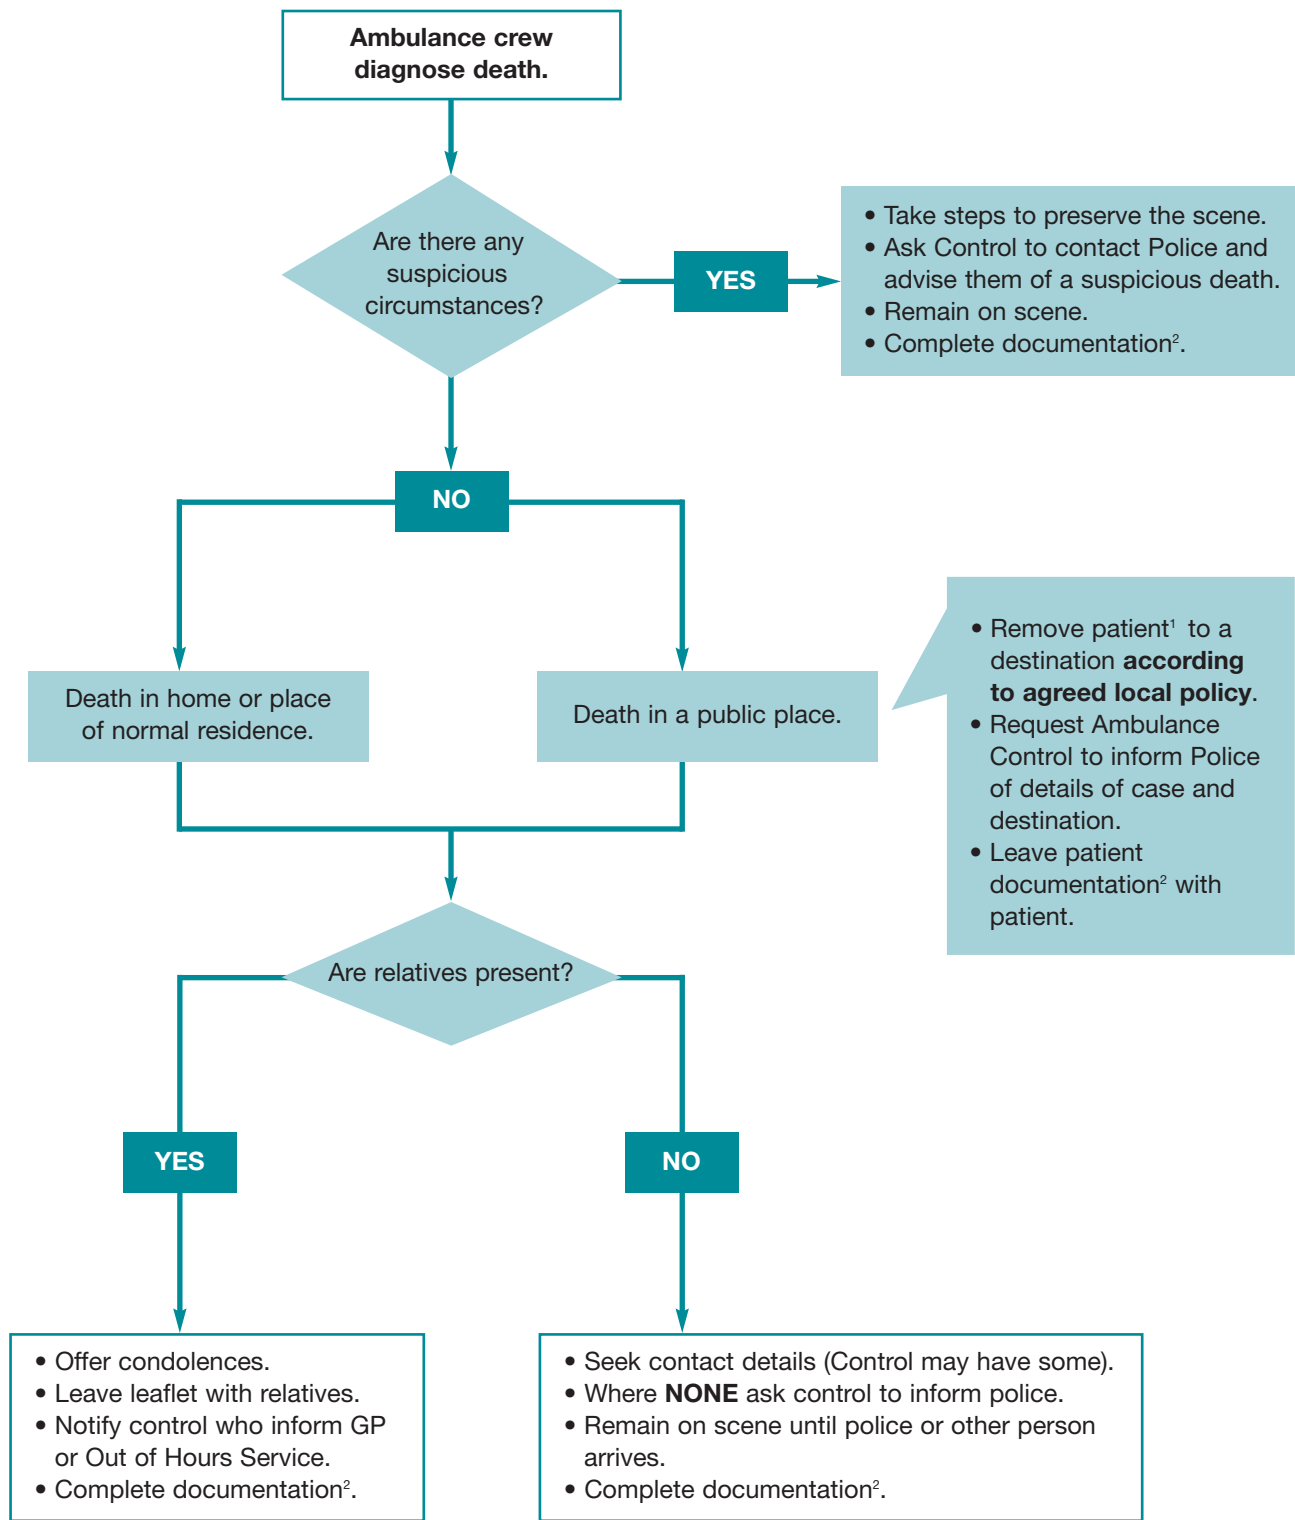 Ambulance crew
diagnose death.
Are there any
suspicious
circumstances?
YES
• Take steps to preserve the scene.
• Ask Control to contact Police and
advise them of a suspicious death.
• Remain on scene.
• Complete documentation².
NO
Death in home or place
of normal residence.
Death in a public place.
• Remove patient¹ to a
destination according
to agreed local policy.
• Request Ambulance
Control to inform Police
of details of case and
destination.
• Leave patient
documentation² with
patient.
Are relatives present?
YES
NO
• Offer condolences.
• Leave leaflet with relatives.
• Notify control who inform GP
or Out of Hours Service.
• Complete documentation².
• Seek contact details (Control may have some).
• Where NONE ask control to inform police.
• Remain on scene until police or other person
arrives.
• Complete documentation².